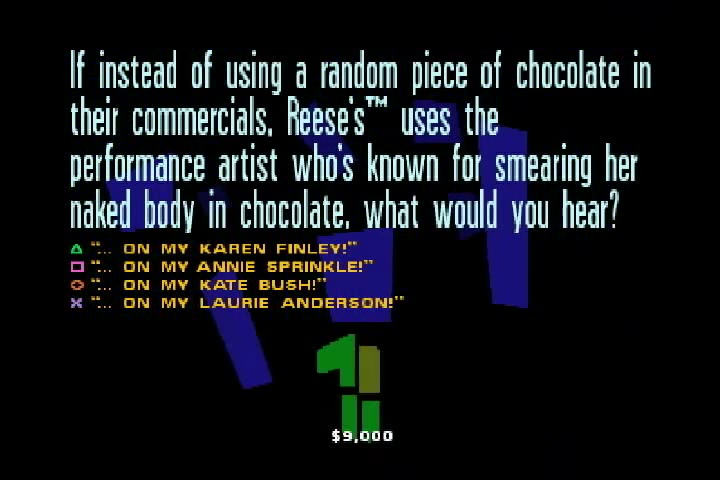 If instead of using a random piece of chocolate in
their commercials, Reese's™ uses the
performance artist who's known for smearing her
naked body in chocolate, what would you hear?
"... ON MY KAREN FINLEY!"
"... ON MY ANNIE SPRINKLE!"
"... ON MY KATE BUSH!"
"... ON MY LAURIE ANDERSON!"
$9,000